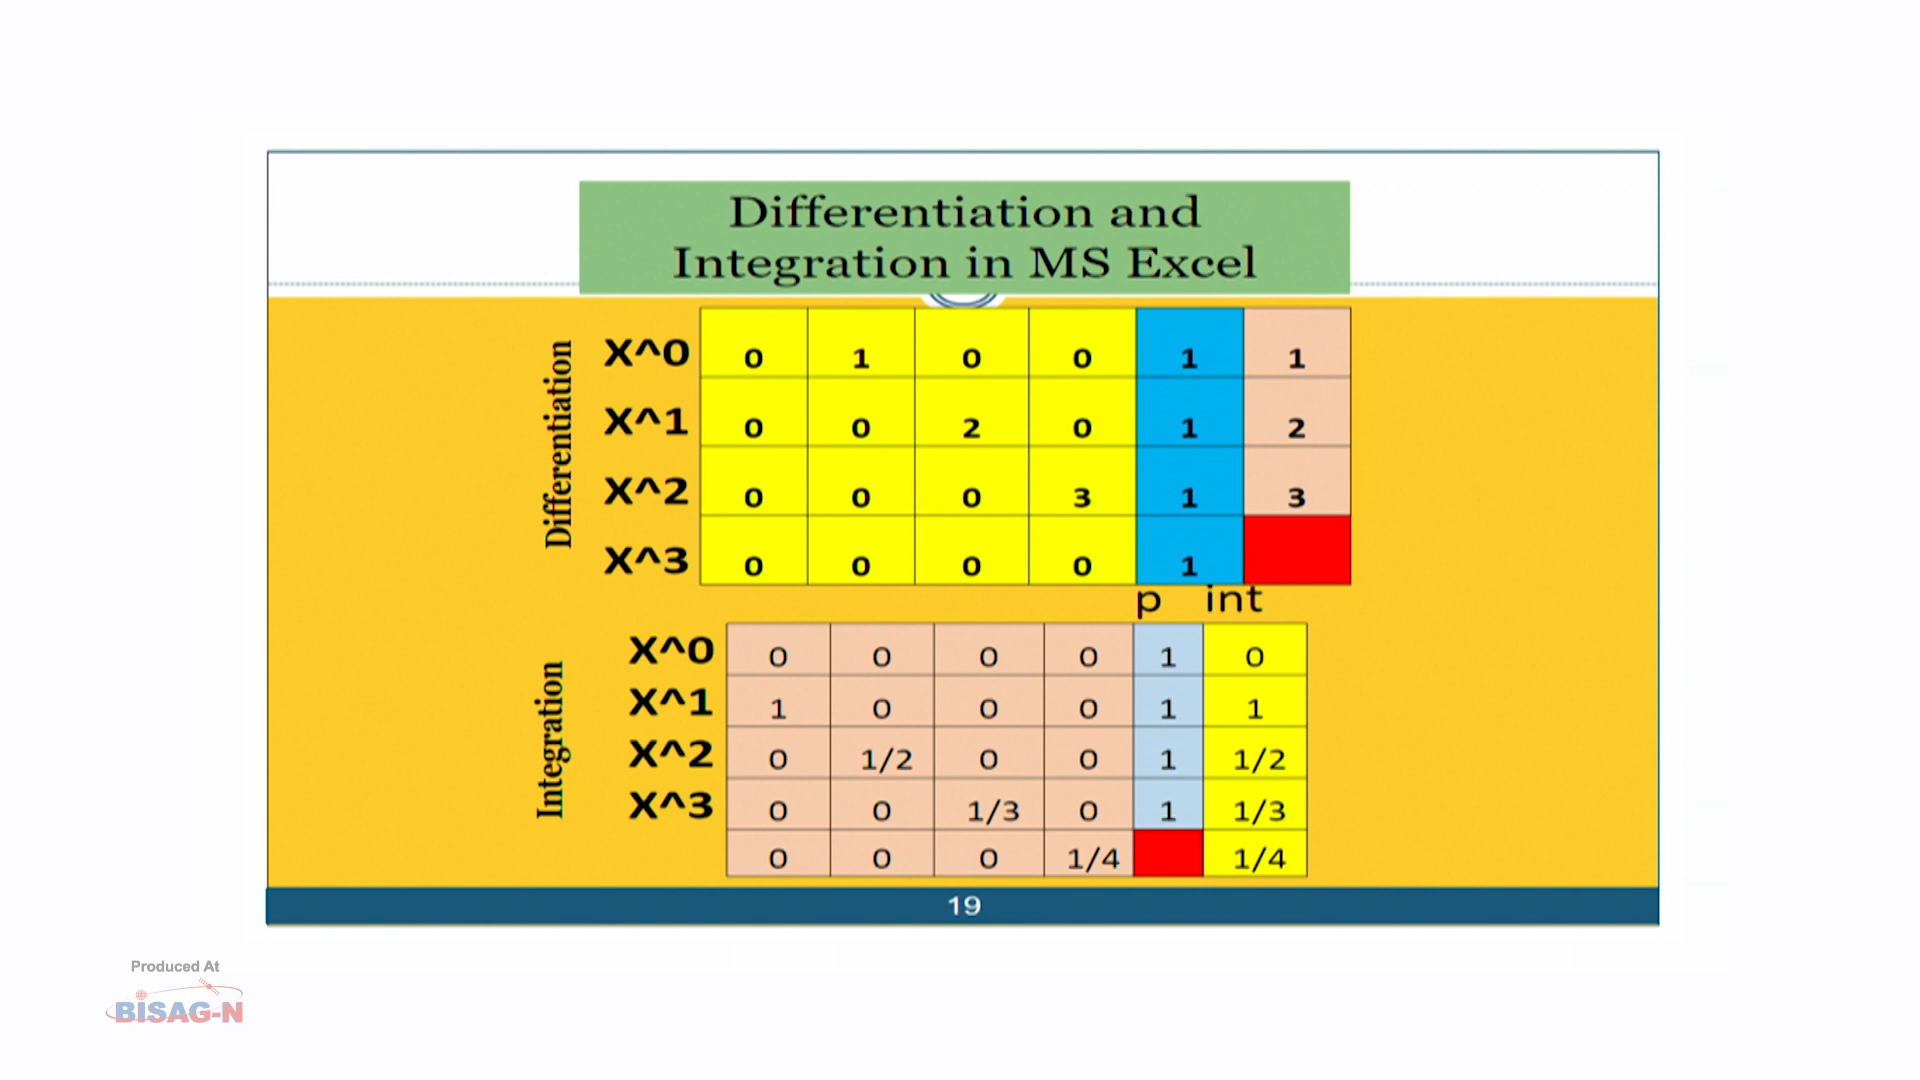 Differentiation and
Integration in MS Excel
Differentiation
X^0 0 1 0 0 1 1
X^1 0 0 2 0 1 2
X^2 0 0 0 3 1 3
X^3 0 0 0 0 1
p int
Integration
X^0 0 0 0 0 1 0
X^1 1 0 0 0 1 1
X^2 0 1/2 0 0 1 1/2
X^3 0 0 1/3 0 1 1/3
0 0 0 1/4 1/4
19
Produced At
BISAG-N